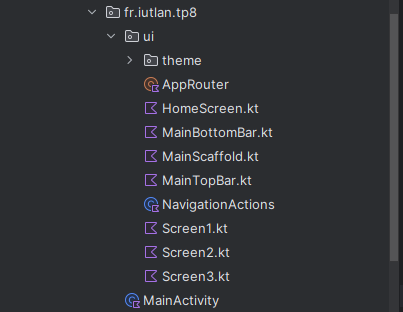 fr.iutlan.tp8
ui
theme
AppRouter
HomeScreen.kt
MainBottomBar.kt
MainScaffold.kt
MainTopBar.kt
NavigationActions
Screen1.kt
Screen2.kt
Screen3.kt
MainActivity